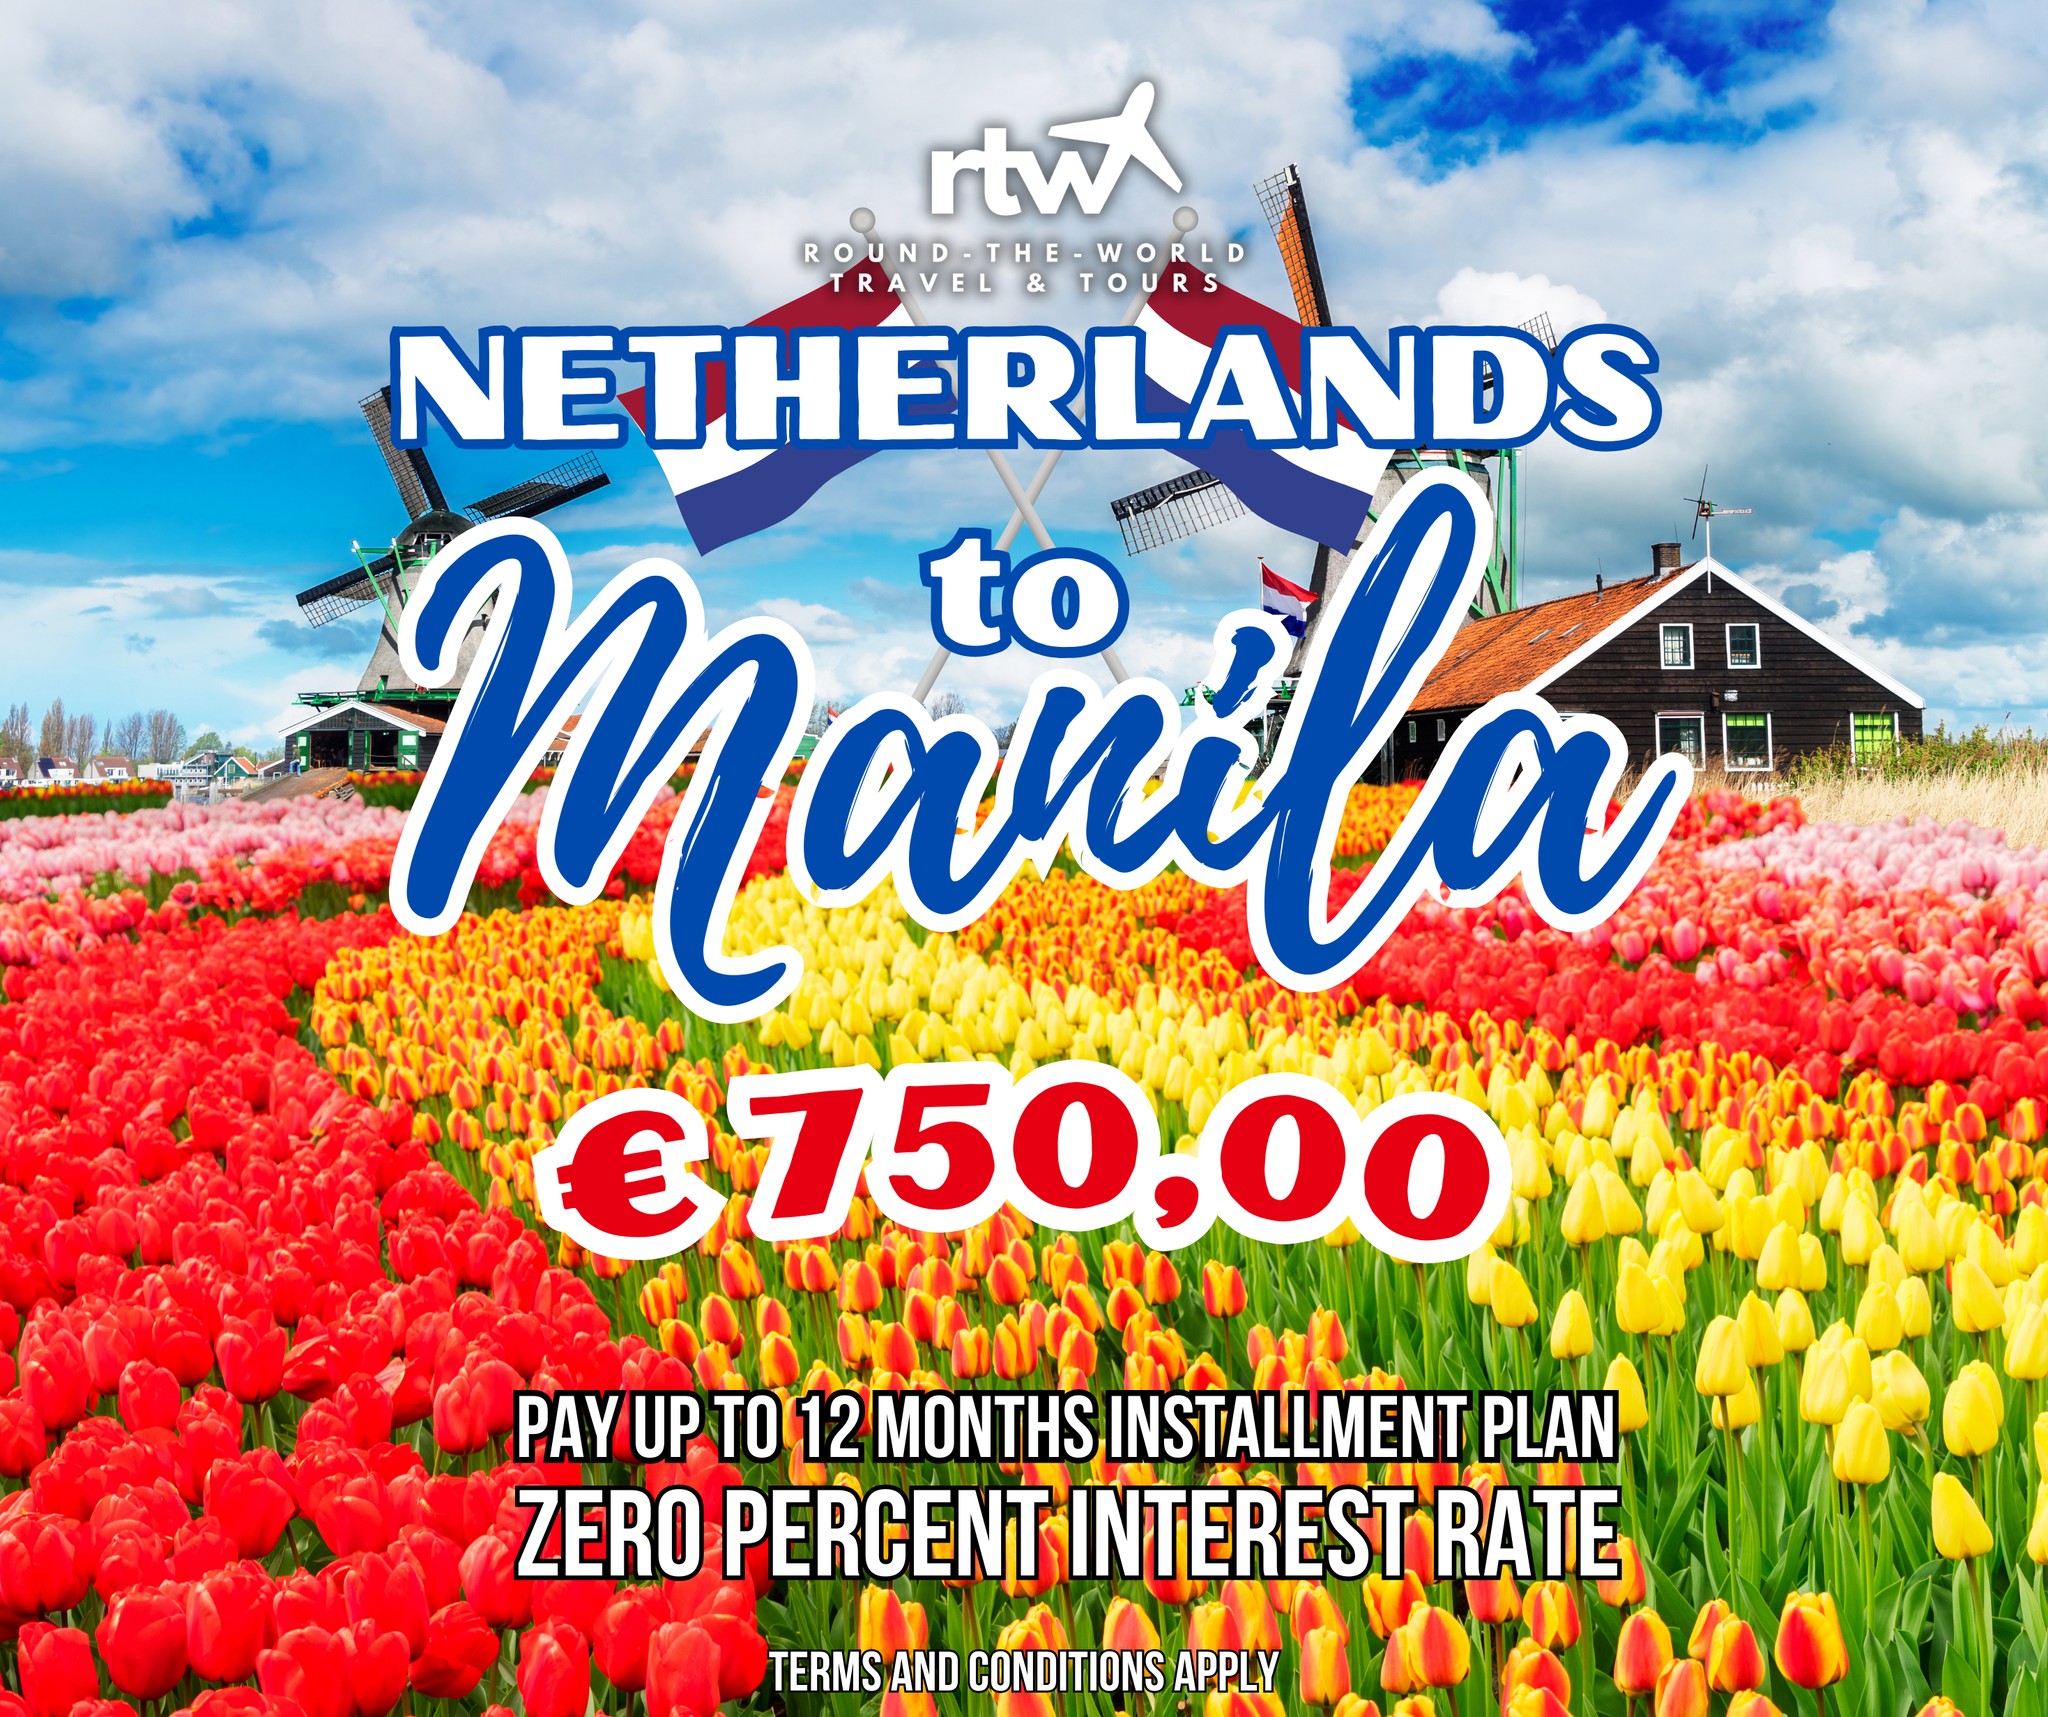 rtw
ROUND-THE-WORLD
TRAVEL & TOURS
NETHERLANDS
to
Manila
€750,00
PAY UP TO 12 MONTHS INSTALLMENT PLAN
ZERO PERCENT INTEREST RATE
TERMS AND CONDITIONS APPLY